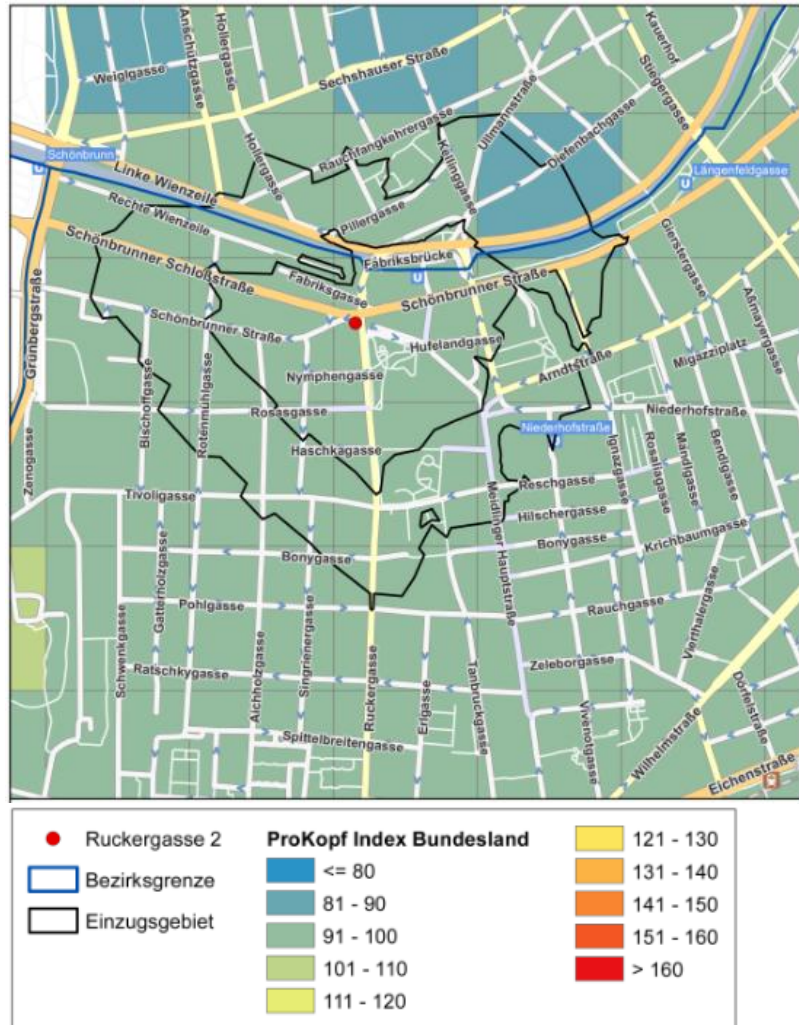 Anschützgasse
Hollergasse
Kauerhof
Stiegergasse
Weiglgasse
Sechshauser Straße
Ullmannstraße
Diefenbachgasse
Rauchfangkehrergasse
Hollergasse
Kellinggasse
Schönbrunn
U
Linke Wienzeile
Längenfeldgasse
U
Rechte Wienzeile
Pillergasse
Fabriksbrücke
U
Schönbrunner Schloßstraße
Fabriksgasse
Schönbrunner Straße
Gierstergasse
Aßmayergasse
Grünbergstraße
Schönbrunner Straße
Hufelandgasse
Migazziplatz
Arndtstraße
Nymphengasse
Bischoffgasse
Rotenmühlgasse
Rosasgasse
Niederhofstraße
Niederhofstraße
Zenogasse
Haschkagasse
Ignazgasse
Rosaliagasse
Mandlgasse
Bendlgasse
Tivoligasse
Reschgasse
Meidlinger Hauptstraße
Hilschergasse
Bonygasse
Bonygasse
Krichbaumgasse
Gatterholzgasse
Pohlgasse
Rauchgasse
Vierthalergasse
Schwenkgasse
Ratschkygasse
Aichholzgasse
Singrienergasse
Ruckergasse
Erlgasse
Tanbruckgasse
Zeleborgasse
Vivenotgasse
Dörfelstraße
Spittelbreitengasse
Wilhelmstraße
Eichenstraße
Ruckergasse 2
Bezirksgrenze
Einzugsgebiet
ProKopf Index Bundesland
<= 80
81 - 90
91 - 100
101 - 110
111 - 120
121 - 130
131 - 140
141 - 150
151 - 160
> 160